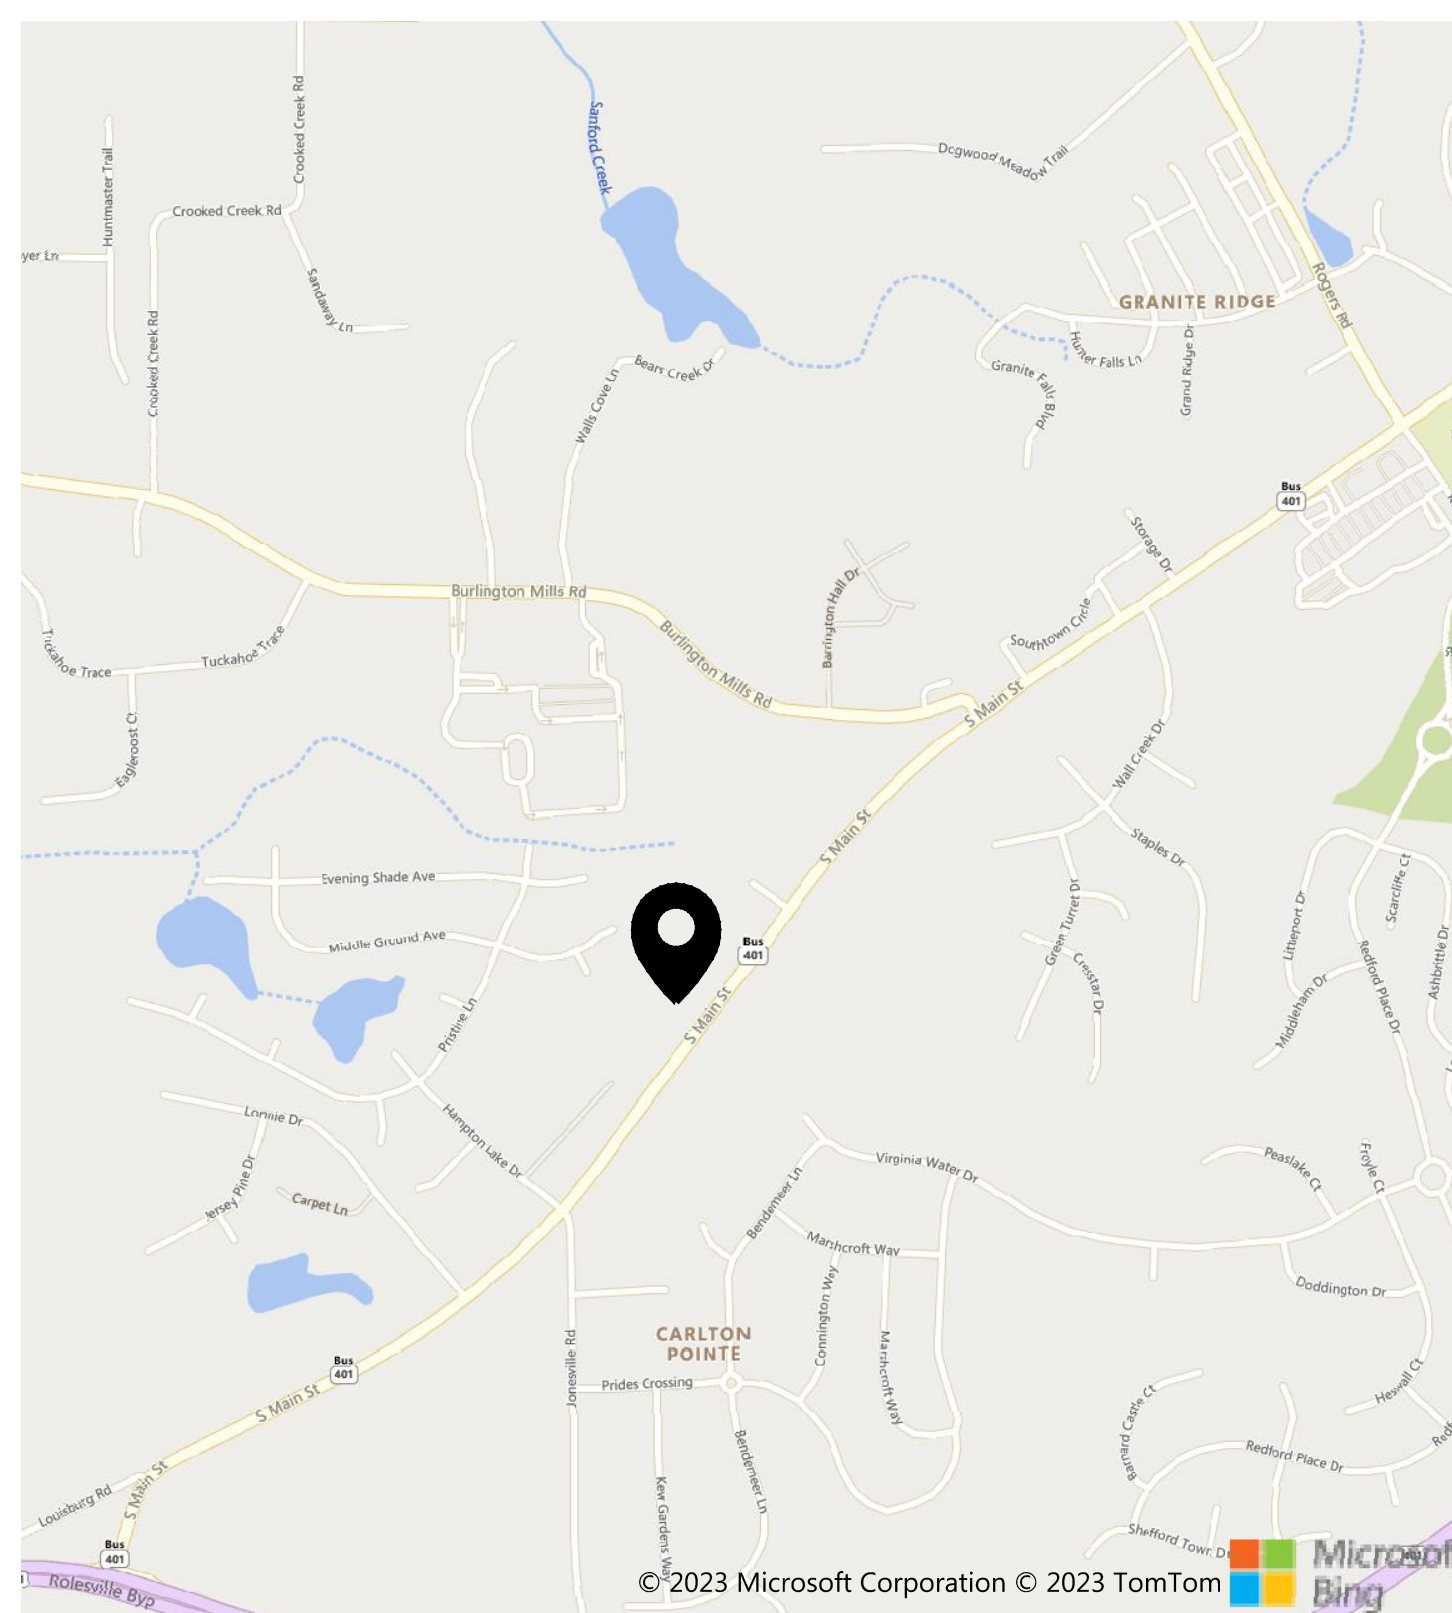 Crooked Creek Rd
Sanford Creek
Huntmaster Trail
Dogwood Meadow Trail
Crooked Creek Rd
yer Ln
Sandaway Ln
Rogers Rd
GRANITE RIDGE
Crooked Creek Rd
Hunter Falls Ln
Grand Ridge Dr
Bears Creek Dr
Granite Falls Blvd
Walls Cove Ln
Bus
401
Storage Dr
Burlington Mills Rd
Barrington Hall Dr
Southtown Circle
Burlington Mills Rd
Tuckahoe Trace
Tuckahoe Trace
S Main St
Eagleroost Ct
Wall Creek Dr
S Main St
Staples Dr
Evening Shade Ave
Scarcliffe Ct
Littleport Dr
Green Turret Dr
Middle Ground Ave
Bus
401
Cresstar Dr
Redford Place Dr
Ashbrittle Dr
Middleham Dr
S Main St
Pristine Ln
Lonnie Dr
Hampton Lake Dr
Virginia Water Dr
Peaslake Ct
Froyle Ct
Jersey Pine Dr
Carpet Ln
Bendemeer Ln
Marshcroft Way
Connington Way
Doddington Dr
CARLTON
POINTE
Jonesville Rd
Bus
401
Marshcroft Way
Prides Crossing
S Main St
Hewall Ct
Barnard Castle Ct
Bendemeer Ln
Redford Place Dr
Redf
S Main St
Louisburg Rd
Kew Gardens Way
Shefford Town D
Bus
401
Rolesville Byp
401
© 2023 Microsoft Corporation © 2023 TomTom
Microsof
Bing